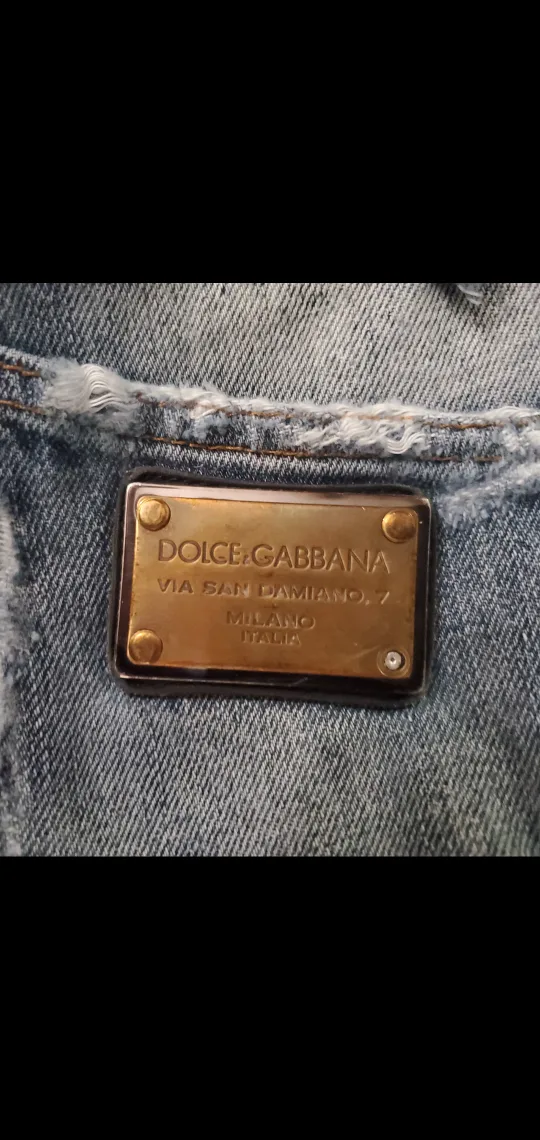 DOLCE&GABBANA
VIA SAN DAMIANO, 7
MILANO
ITALIA